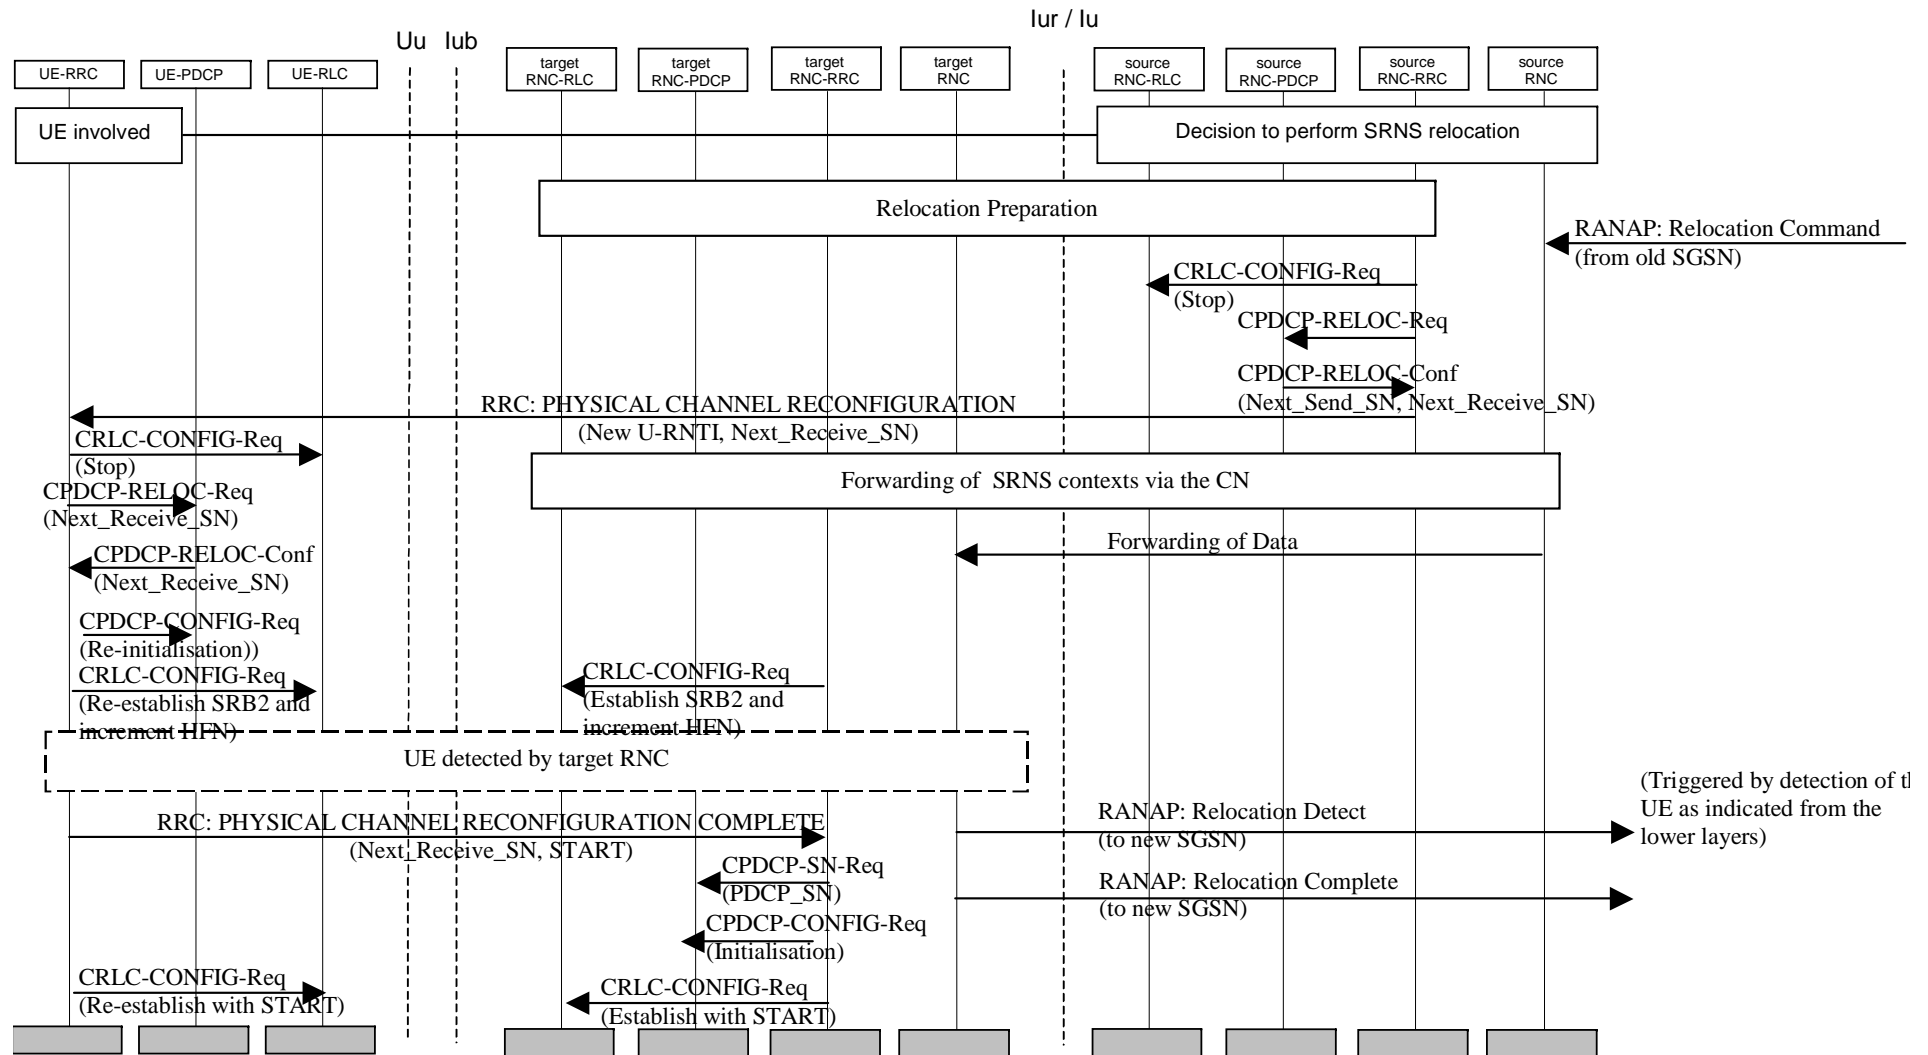 Iur / Iu
Uu Iub
UE-RRC
UE-PDCP
UE-RLC
target
RNC-RLC
target
RNC-PDCP
target
RNC-RRC
target
RNC
source
RNC-RLC
source
RNC-PDCP
source
RNC-RRC
source
RNC
UE involved
Decision to perform SRNS relocation
Relocation Preparation
RANAP: Relocation Command
(from old SGSN)
CRLC-CONFIG-Req
(Stop)
CPDCP-RELOC-Req
CPDCP-RELOC-Conf
(Next_Send_SN, Next_Receive_SN)
RRC: PHYSICAL CHANNEL RECONFIGURATION
(New U-RNTI, Next_Receive_SN)
CRLC-CONFIG-Req
(Stop)
Forwarding of SRNS contexts via the CN
CPDCP-RELOC-Req
(Next_Receive_SN)
Forwarding of Data
CPDCP-RELOC-Conf
(Next_Receive_SN)
CPDCP-CONFIG-Req
(Re-initialisation))
CRLC-CONFIG-Req
(Re-establish SRB2 and
increment HFN)
CRLC-CONFIG-Req
(Establish SRB2 and
increment HFN)
UE detected by target RNC
(Triggered by detection of t
UE as indicated from the
lower layers)
RRC: PHYSICAL CHANNEL RECONFIGURATION COMPLETE
(Next_Receive_SN, START)
RANAP: Relocation Detect
(to new SGSN)
CPDCP-SN-Req
(PDCP_SN)
RANAP: Relocation Complete
(to new SGSN)
CPDCP-CONFIG-Req
(Initialisation)
CRLC-CONFIG-Req
(Re-establish with START)
CRLC-CONFIG-Req
(Establish with START)